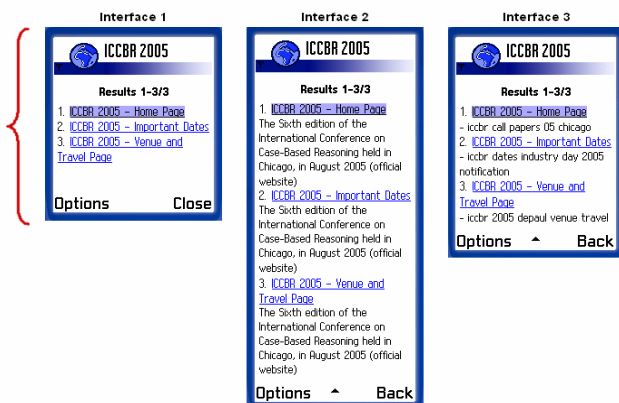 Interface 1
ICCBR 2005
Results 1-3/3
1. ICCBR 2005 - Home Page
2. ICCBR 2005 - Important Dates
3. ICCBR 2005 - Venue and
Travel Page
Options Close
Interface 2
ICCBR 2005
Results 1-3/3
1. ICCBR 2005 - Home Page
The Sixth edition of the
International Conference on
Case-Based Reasoning held in
Chicago, in August 2005 (official
website)
2. ICCBR 2005 - Important Dates
The Sixth edition of the
International Conference on
Case-Based Reasoning held in
Chicago, in August 2005 (official
website)
3. ICCBR 2005 - Venue and
Travel Page
The Sixth edition of the
International Conference on
Case-Based Reasoning held in
Chicago, in August 2005 (official
website)
Options Back
Interface 3
ICCBR 2005
Results 1-3/3
1. ICCBR 2005 - Home Page
- iccbr call papers 05 chicago
2. ICCBR 2005 - Important Dates
- iccbr dates industry day 2005
notification
3. ICCBR 2005 - Venue and
Travel Page
- iccbr 2005 depaul venue travel
Options Back